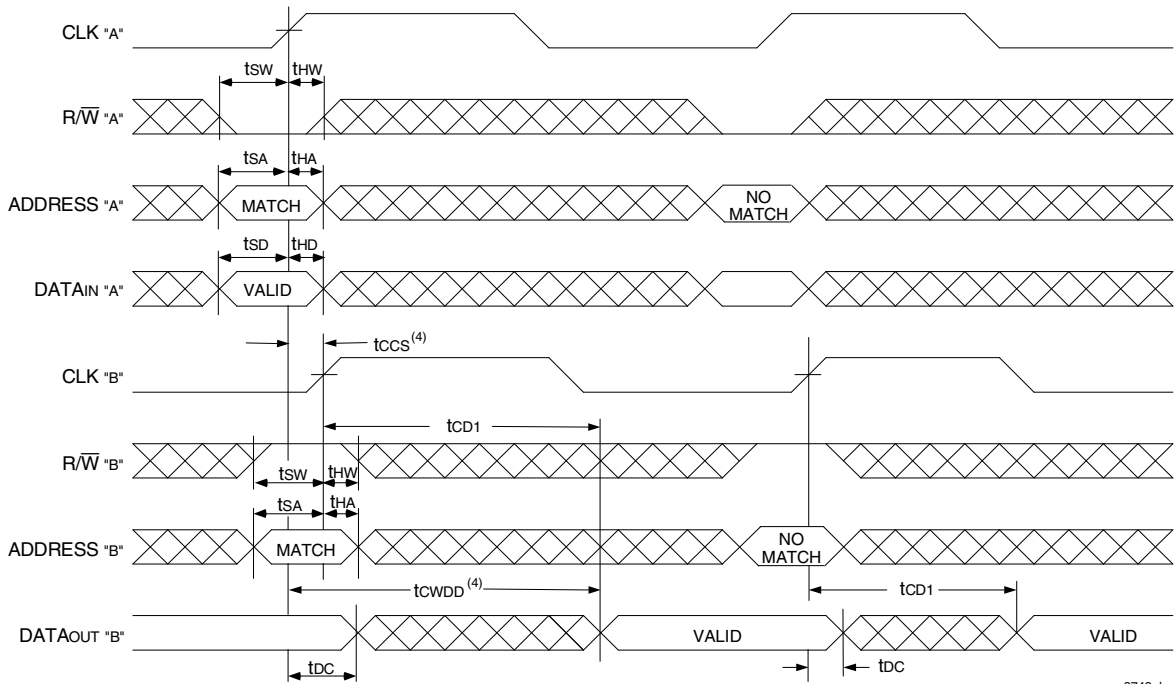 CLK "A"
tSW tHW
R/W "A"
tSA tHA
ADDRESS "A" MATCH NO MATCH
tSD tHD
DATAIN "A" VALID
tCCS(4)
CLK "B"
tCD1
R/W "B"
tSW tHW
tSA tHA
ADDRESS "B" MATCH NO MATCH
tCWDD(4) tCD1
DATAOUT "B" VALID VALID
tDC tDC